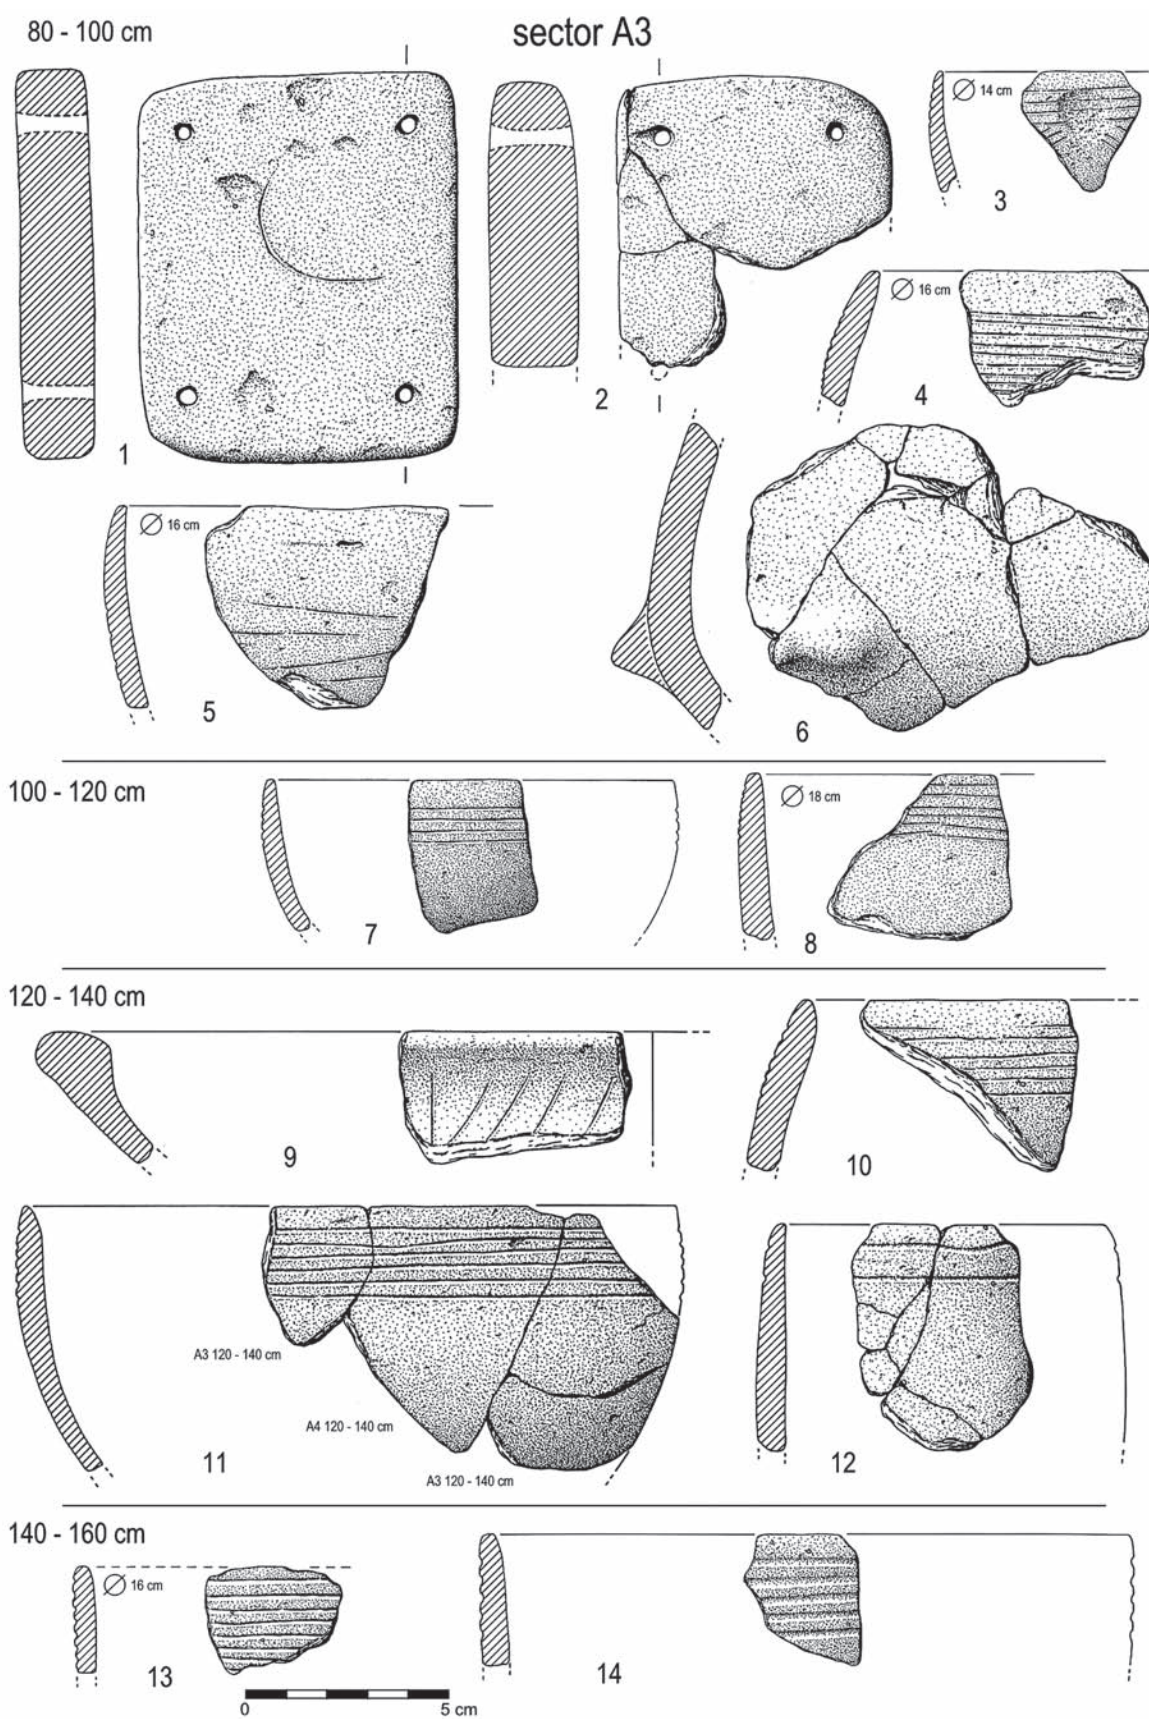 80 - 100 cm
sector A3
Ø 14 cm
3
Ø 16 cm
1
2
4
Ø 16 cm
5
6
100 - 120 cm
Ø 18 cm
7
8
120 - 140 cm
9
10
A3 120 - 140 cm
A4 120 - 140 cm
A3 120 - 140 cm
11
12
140 - 160 cm
Ø 16 cm
13
14
0 5 cm